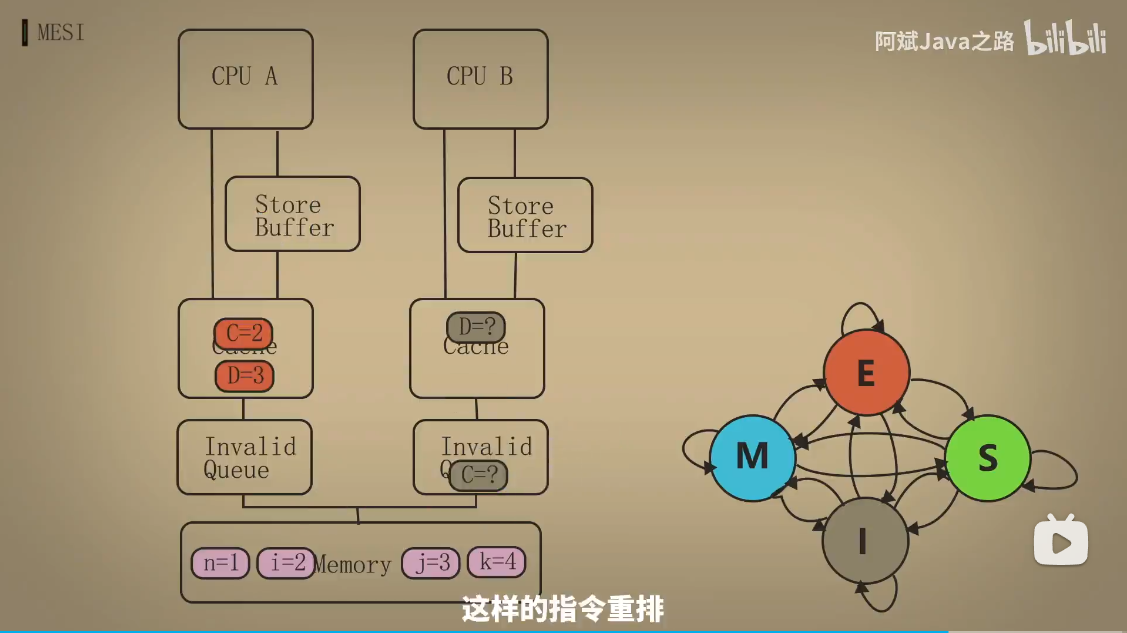 MESI
阿斌Java之路 bilibili
CPU A
CPU B
Store
Buffer
Store
Buffer
C=2
Cache
D=3
D=?
Cache
Invalid
Queue
Invalid
C=?
n=1
i=2
Memory
j=3
k=4
E
M
S
I
这样的指令重排